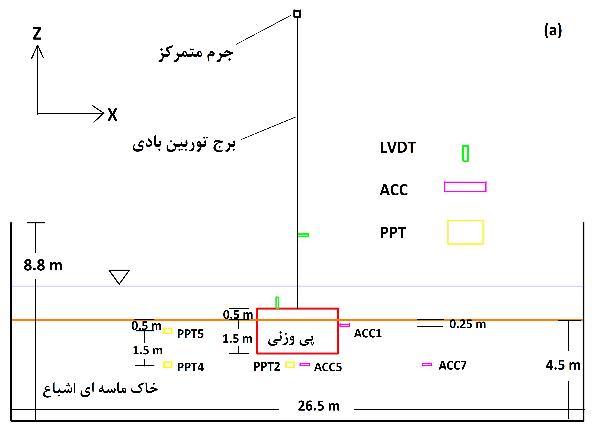 (a)
Z
جرم متمرکز
X
برج توربین بادی
LVDT
ACC
PPT
8.8 m
0.5 m
0.5 m
0.25 m
PPT5
1.5 m
پی وزنی
ACC1
1.5 m
PPT4
PPT2
ACC5
ACC7
4.5 m
خاک ماسه ای اشباع
26.5 m